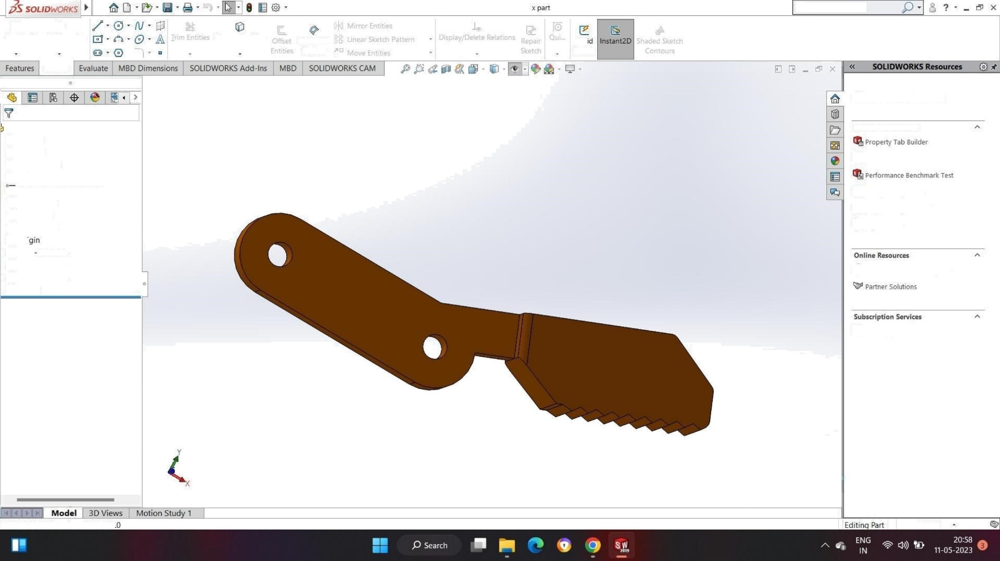 SOLIDWORKS
x part
Trim Entities
Offset
Entities
Mirror Entities
Linear Sketch Pattern
Move Entities
Display/Delete Relations
Repair
Sketch
Qui...
id
Instant2D
Shaded Sketch
Contours
Features
Evaluate
MBD Dimensions
SOLIDWORKS Add-Ins
MBD
SOLIDWORKS CAM
SOLIDWORKS Resources
Property Tab Builder
Performance Benchmark Test
gin
Online Resources
Partner Solutions
Subscription Services
Y
X
Model
3D Views
Motion Study 1
.0
Editing Part
Search
SW
2019
ENG
IN
20:58
11-05-2023
3